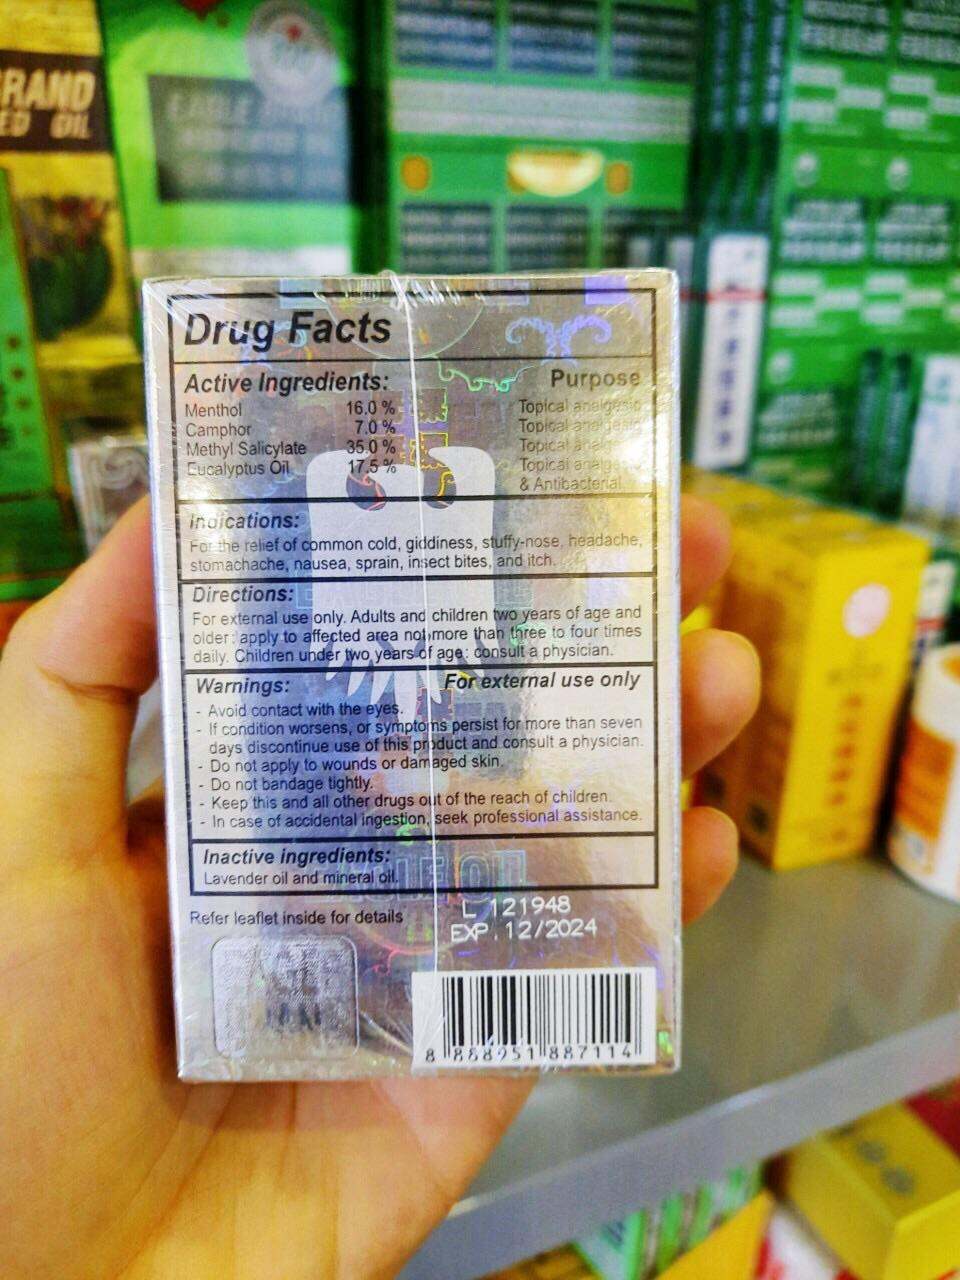 RAND
ED OIL
Drug Facts
Active Ingredients: Purpose
Menthol 16.0 % Topical analgesic
Camphor 7.0 % Topical analgesic
Methyl Salicylate 35.0 % Topical
Eucalyptus Oil 17.5 % Topical
& Antibacterial
Indications:
For the relief of common cold, giddiness, stuffy-nose, headache,
stomachache, nausea, sprain, insect bites, and itch.
Directions:
For external use only. Adults and children two years of age and
older: apply to affected area not more than three to four times
daily. Children under two years of age: consult a physician.
Warnings: For external use only
- Avoid contact with the eyes.
- If condition worsens, or symptoms persist for more than seven
days discontinue use of this product and consult a physician.
- Do not apply to wounds or damaged skin.
- Do not bandage tightly.
- Keep this and all other drugs out of the reach of children.
- In case of accidental ingestion, seek professional assistance.
Inactive ingredients:
Lavender oil and mineral oil.
Refer leaflet inside for details
L 121948
EXP. 12/2024
8 888951 887114